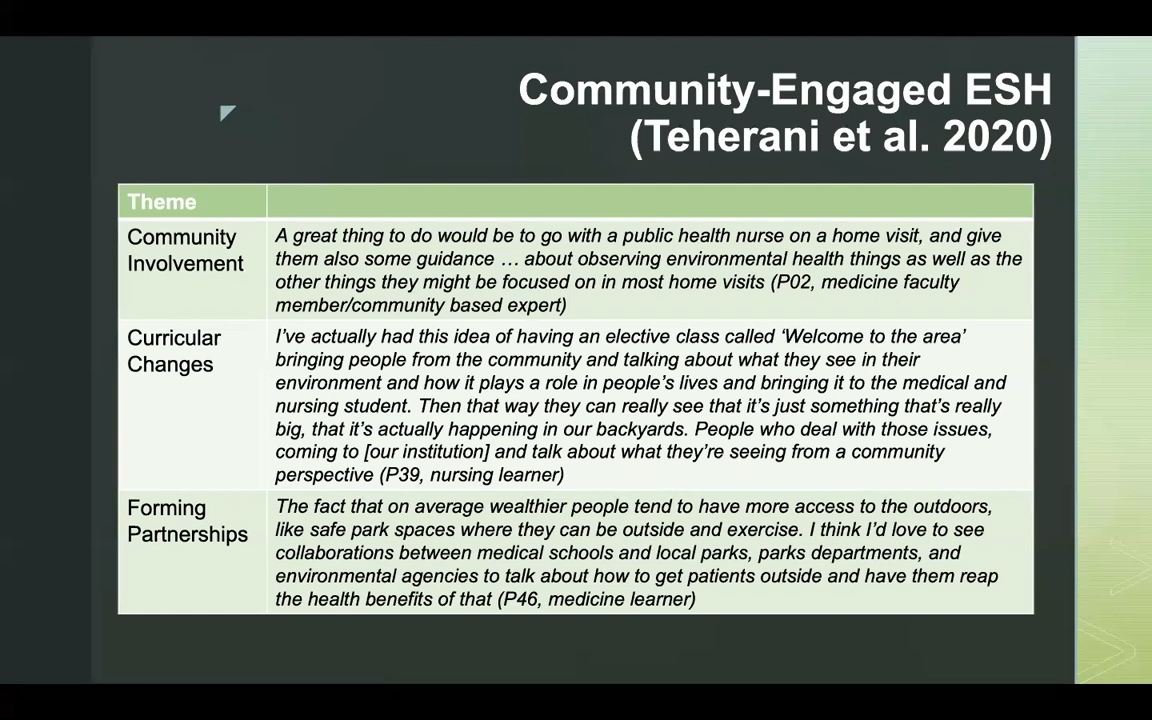 Community-Engaged ESH
(Teherani et al. 2020)
Theme
Community
Involvement
A great thing to do would be to go with a public health nurse on a home visit, and give
them also some guidance … about observing environmental health things as well as the
other things they might be focused on in most home visits (P02, medicine faculty
member/community based expert)
Curricular
Changes
I’ve actually had this idea of having an elective class called ‘Welcome to the area’
bringing people from the community and talking about what they see in their
environment and how it plays a role in people’s lives and bringing it to the medical and
nursing student. Then that way they can really see that it’s just something that’s really
big, that it’s actually happening in our backyards. People who deal with those issues,
coming to [our institution] and talk about what they’re seeing from a community
perspective (P39, nursing learner)
Forming
Partnerships
The fact that on average wealthier people tend to have more access to the outdoors,
like safe park spaces where they can be outside and exercise. I think I’d love to see
collaborations between medical schools and local parks, parks departments, and
environmental agencies to talk about how to get patients outside and have them reap
the health benefits of that (P46, medicine learner)